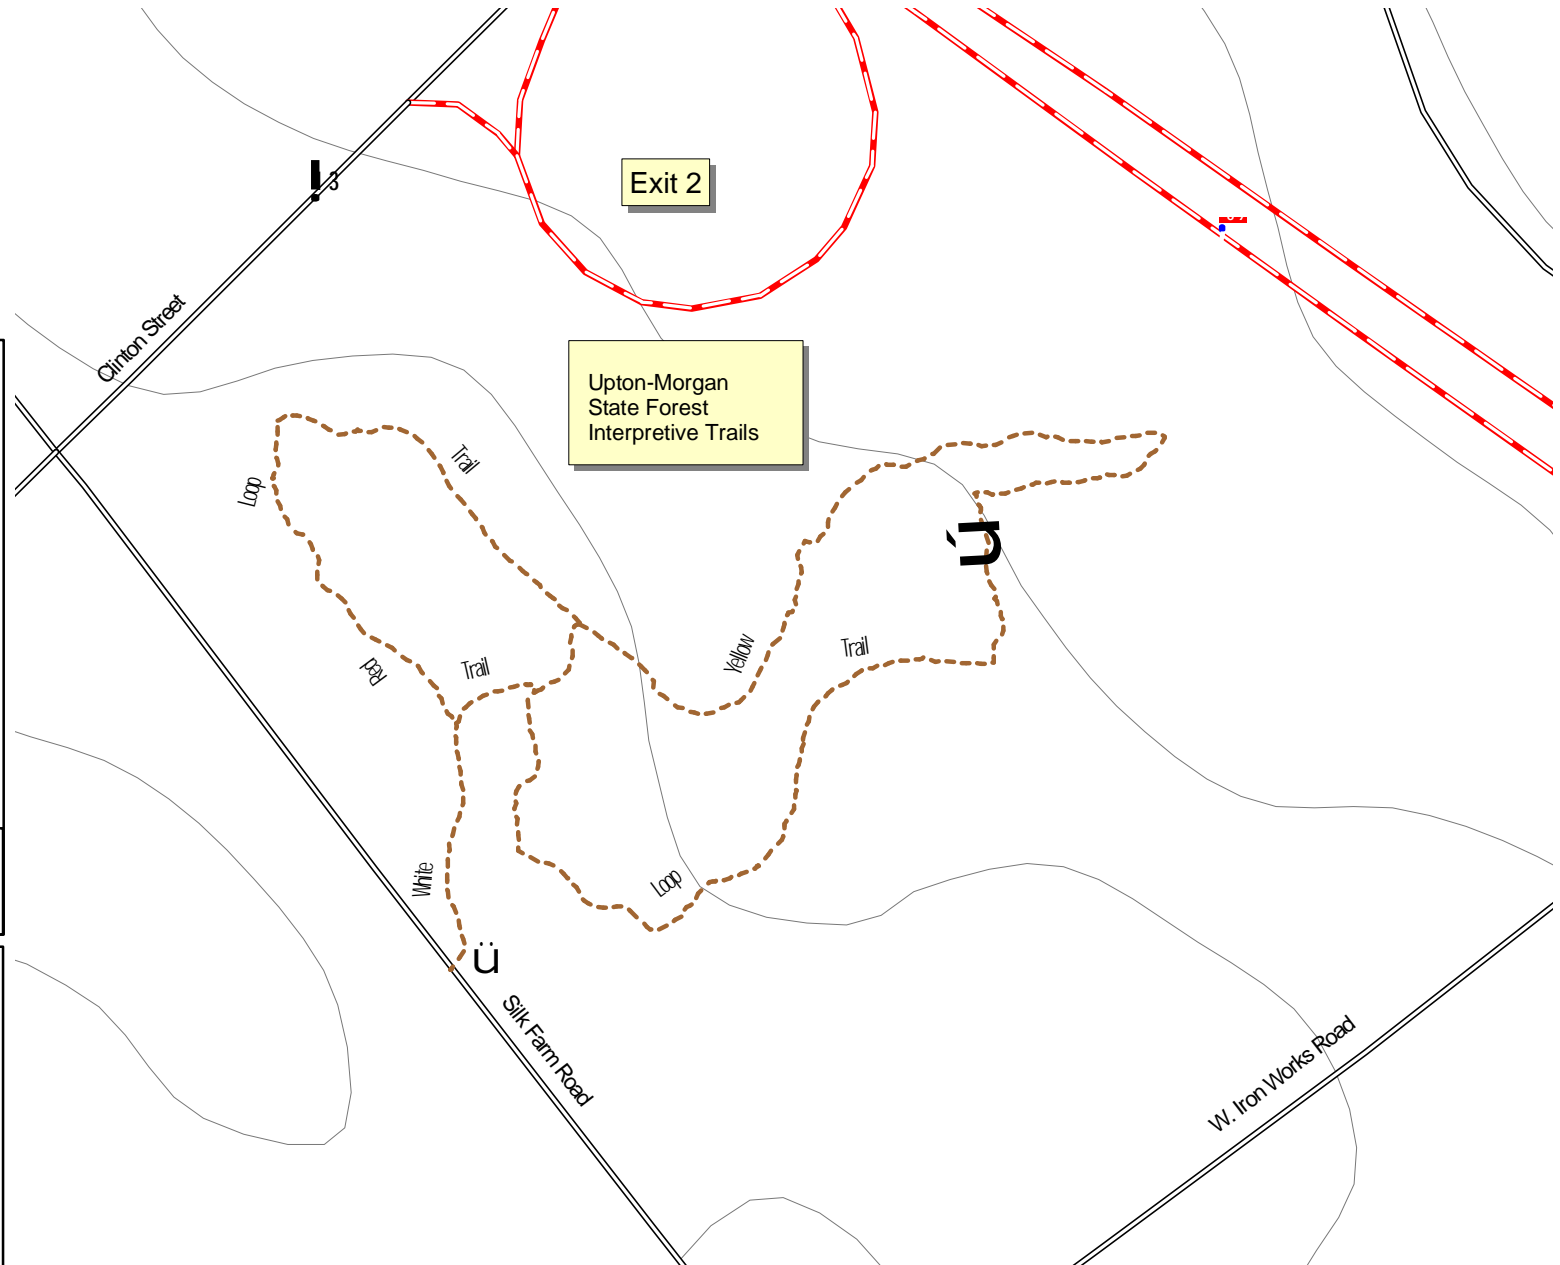 Exit 2
3
Clinton Street
Upton-Morgan
State Forest
Interpretive Trails
Trail
Loop
Yellow
Trail
Red
Trail
White
Loop
ü
Silk Farm Road
W. Iron Works Road